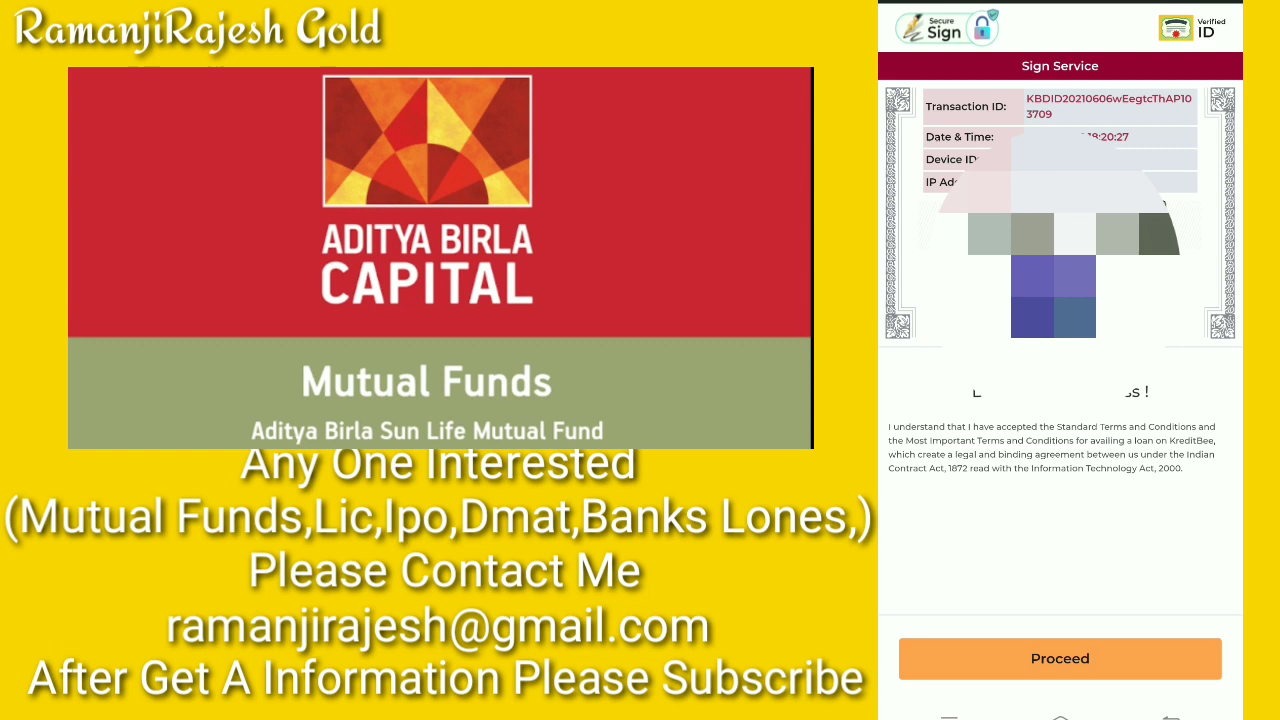 RamanjiRajesh Gold
ADITYA BIRLA
CAPITAL
Mutual Funds
Aditya Birla Sun Life Mutual Fund
Any One Interested
(Mutual Funds,Lic,Ipo,Dmat,Banks Lones,)
Please Contact Me
ramanjirajesh@gmail.com
After Get A Information Please Subscribe
Secure
Sign
Verified
ID
Sign Service
Transaction ID:
KBDID20210606wEegtcThAP10
3709
Date & Time:
8:20:27
Device ID:
IP
I understand that I have accepted the Standard Terms and Conditions and
the Most Important Terms and Conditions for availing a loan on KreditBee,
which create a legal and binding agreement between us under the Indian
Contract Act, 1872 read with the Information Technology Act, 2000.
Proceed